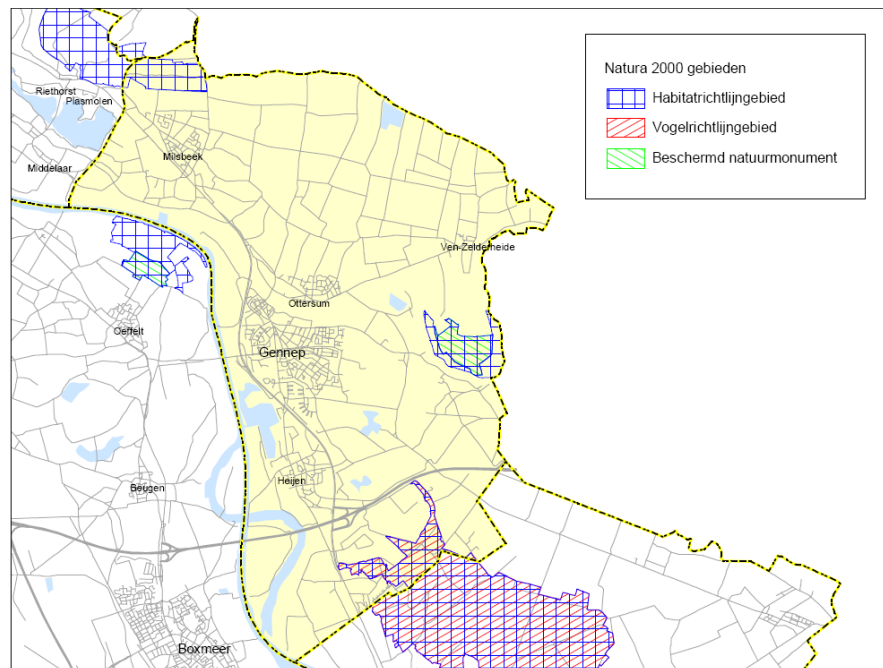 Natura 2000 gebieden
Habitatrichtlijngebied
Vogelrichtlijngebied
Beschermd natuurmonument
Riethorst
Plasmolen
Milsbeek
Middelaar
Ven-Zelderheide
Ottersum
Oeffelt
Gennep
Heijen
Beugen
Boxmeer